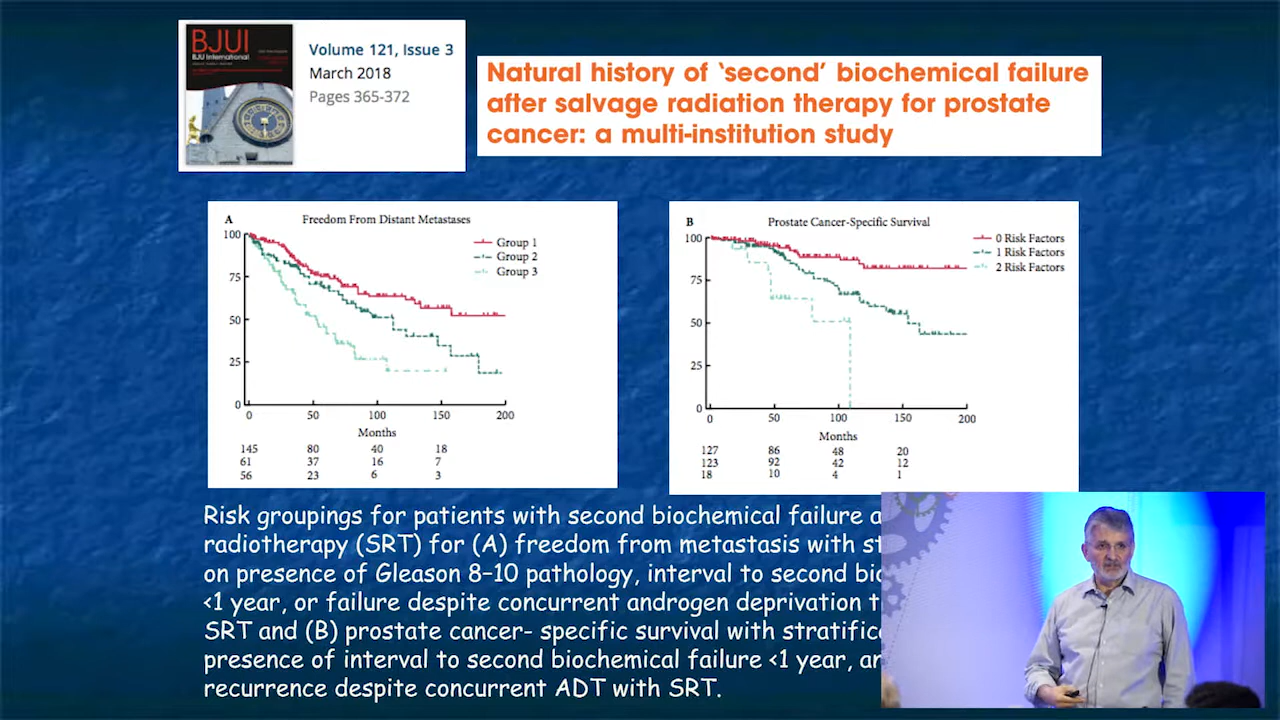 BJUI
BJU International
Volume 121, Issue 3
March 2018
Pages 365-372
Natural history of ‘second’ biochemical failure
after salvage radiation therapy for prostate
cancer: a multi-institution study
A
Freedom From Distant Metastases
Group 1
Group 2
Group 3
100
75
50
25
0
0 50 100 150 200
Months
145 80 40 18
61 37 16 7
56 23 6 3
B
Prostate Cancer-Specific Survival
0 Risk Factors
1 Risk Factors
2 Risk Factors
100
75
50
25
0
0 50 100 150 200
Months
127 86 48 20
123 92 42 12
18 10 4 1
Risk groupings for patients with second biochemical failure a
radiotherapy (SRT) for (A) freedom from metastasis with st
on presence of Gleason 8–10 pathology, interval to second bio
<1 year, or failure despite concurrent androgen deprivation t
SRT and (B) prostate cancer- specific survival with stratific
presence of interval to second biochemical failure <1 year, an
recurrence despite concurrent ADT with SRT.